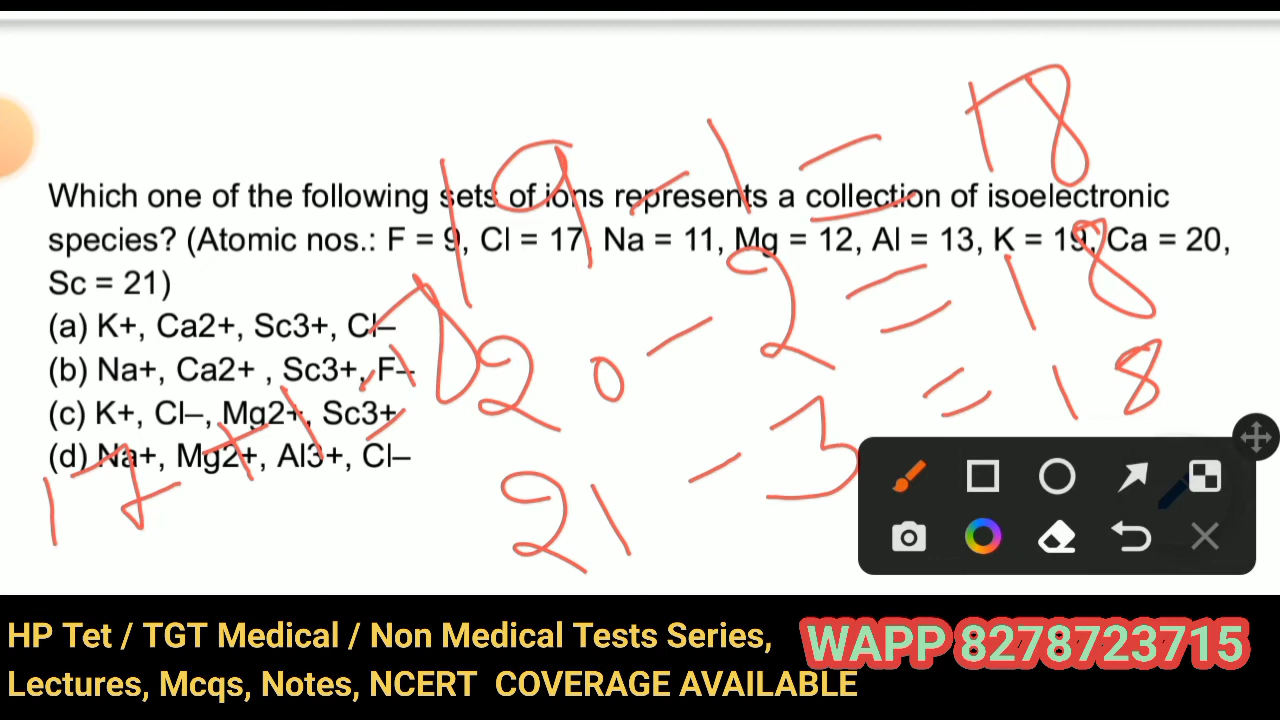 Which one of the following sets of ions represents a collection of isoelectronic
species? (Atomic nos.: F = 9, Cl = 17, Na = 11, Mg = 12, Al = 13, K = 19, Ca = 20,
Sc = 21)
(a) K+, Ca2+, Sc3+, Cl–
(b) Na+, Ca2+ , Sc3+, F–
(c) K+, Cl–, Mg2+, Sc3+
(d) Na+, Mg2+, Al3+, Cl–
19 - 1 = 18
20 - 2 = 18
21 - 3 = 18
17 + 1 = 18
HP Tet / TGT Medical / Non Medical Tests Series,
Lectures, Mcqs, Notes, NCERT COVERAGE AVAILABLE
WAPP 8278723715